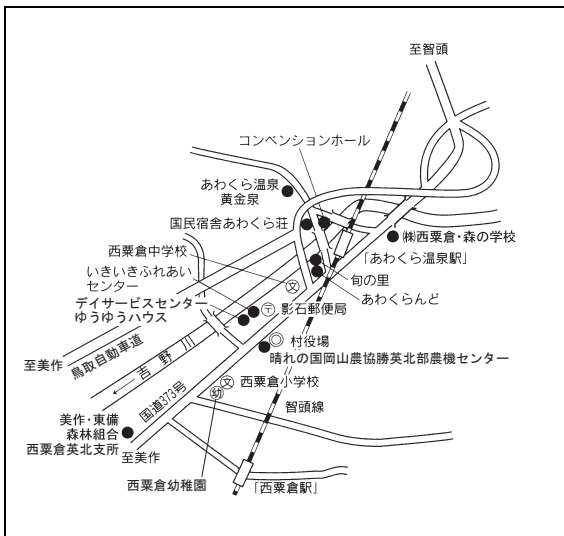 至智頭
コンベンションホール
あわくら温泉
黄金泉
国民宿舎あわくら荘
㈱西粟倉・森の学校
「あわくら温泉駅」
西粟倉中学校
文
いきいきふれあい
センター
旬の里
あわくらんど
デイサービスセンター
ゆうゆうハウス
〒 影石郵便局
村役場
晴れの国岡山農協勝英北部農機センター
至美作
鳥取自動車道
吉野
国道373号
文 西粟倉小学校
幼
智頭線
美作・東備
森林組合
西粟倉英北支所
至美作
西粟倉幼稚園
「西粟倉駅」